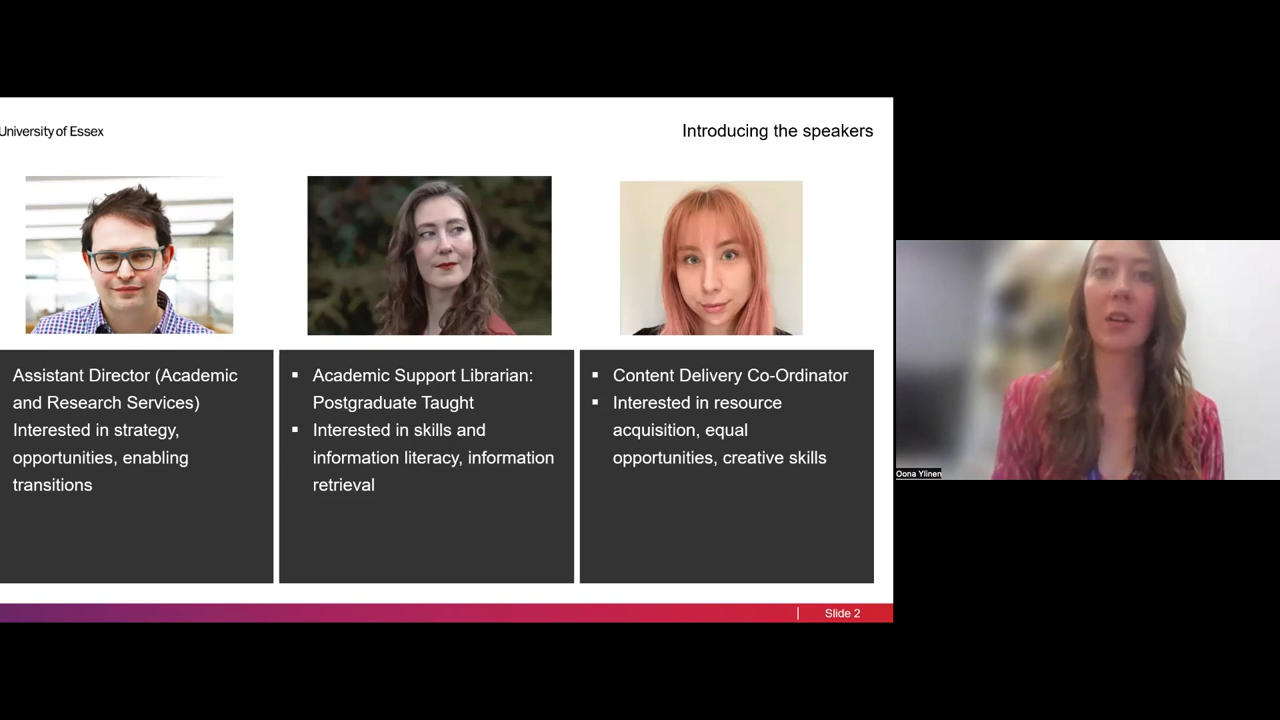 University of Essex
Introducing the speakers
Assistant Director (Academic
and Research Services)
Interested in strategy,
opportunities, enabling
transitions
▪ Academic Support Librarian:
Postgraduate Taught
▪ Interested in skills and
information literacy, information
retrieval
▪ Content Delivery Co-Ordinator
▪ Interested in resource
acquisition, equal
opportunities, creative skills
Oona Ylinen
Slide 2